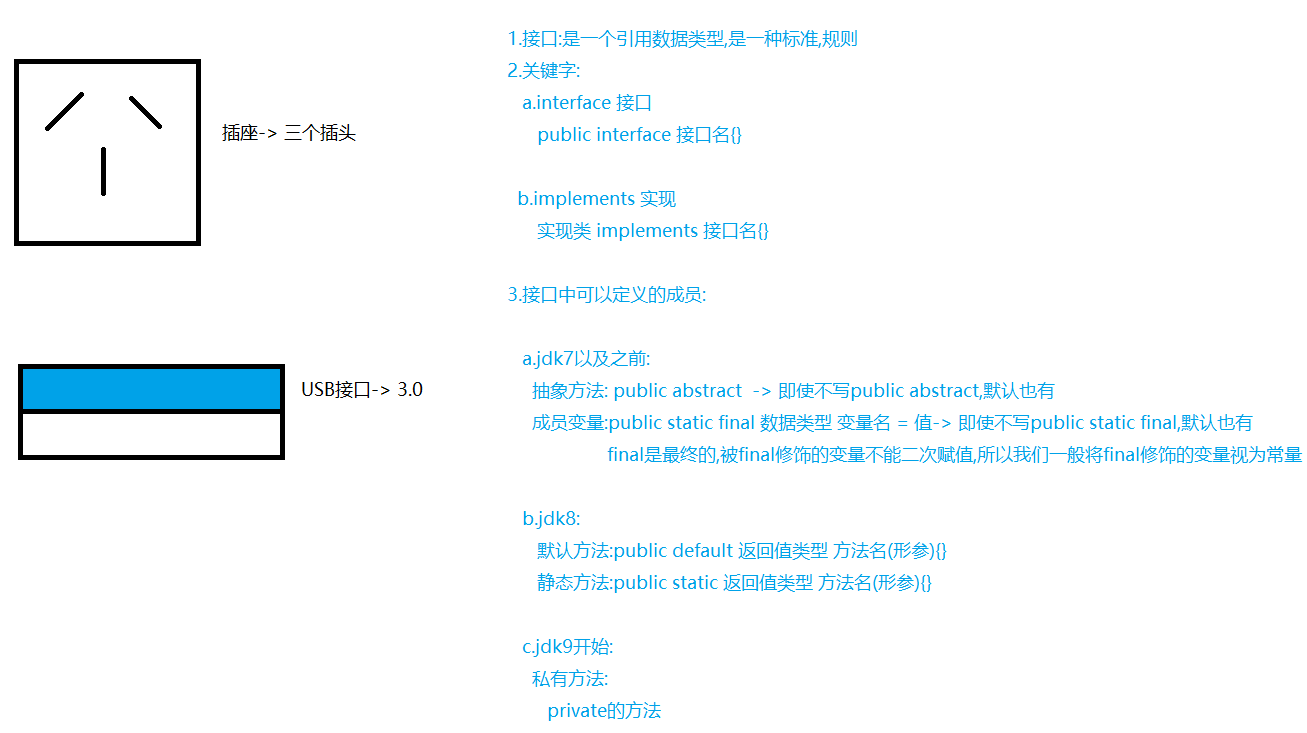 插座-> 三个插头
USB接口-> 3.0
1.接口:是一个引用数据类型,是一种标准,规则
2.关键字:
a.interface 接口
public interface 接口名{}
b.implements 实现
实现类 implements 接口名{}
3.接口中可以定义的成员:
a.jdk7以及之前:
抽象方法: public abstract -> 即使不写public abstract,默认也有
成员变量:public static final 数据类型 变量名 = 值-> 即使不写public static final,默认也有
final是最终的,被final修饰的变量不能二次赋值,所以我们一般将final修饰的变量视为常量
b.jdk8:
默认方法:public default 返回值类型 方法名(形参){}
静态方法:public static 返回值类型 方法名(形参){}
c.jdk9开始:
私有方法:
private的方法